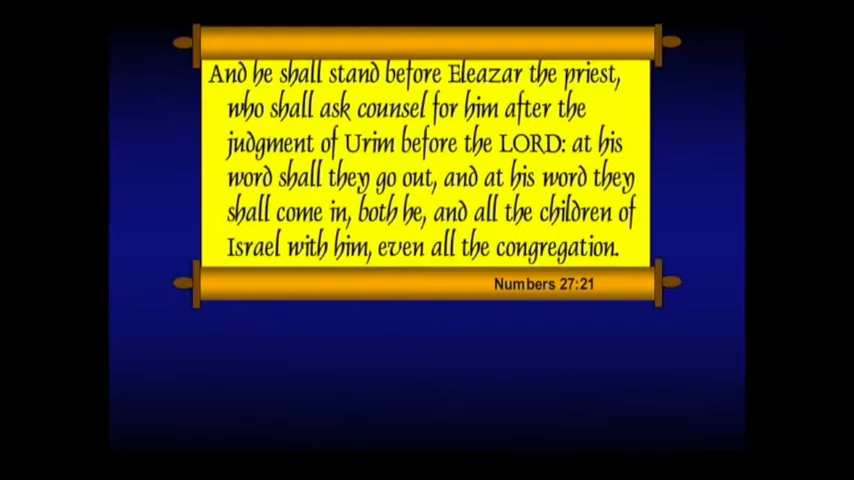 And he shall stand before Eleazar the priest,
who shall ask counsel for him after the
judgment of Urim before the LORD: at his
word shall they go out, and at his word they
shall come in, both he, and all the children of
Israel with him, even all the congregation.
Numbers 27:21